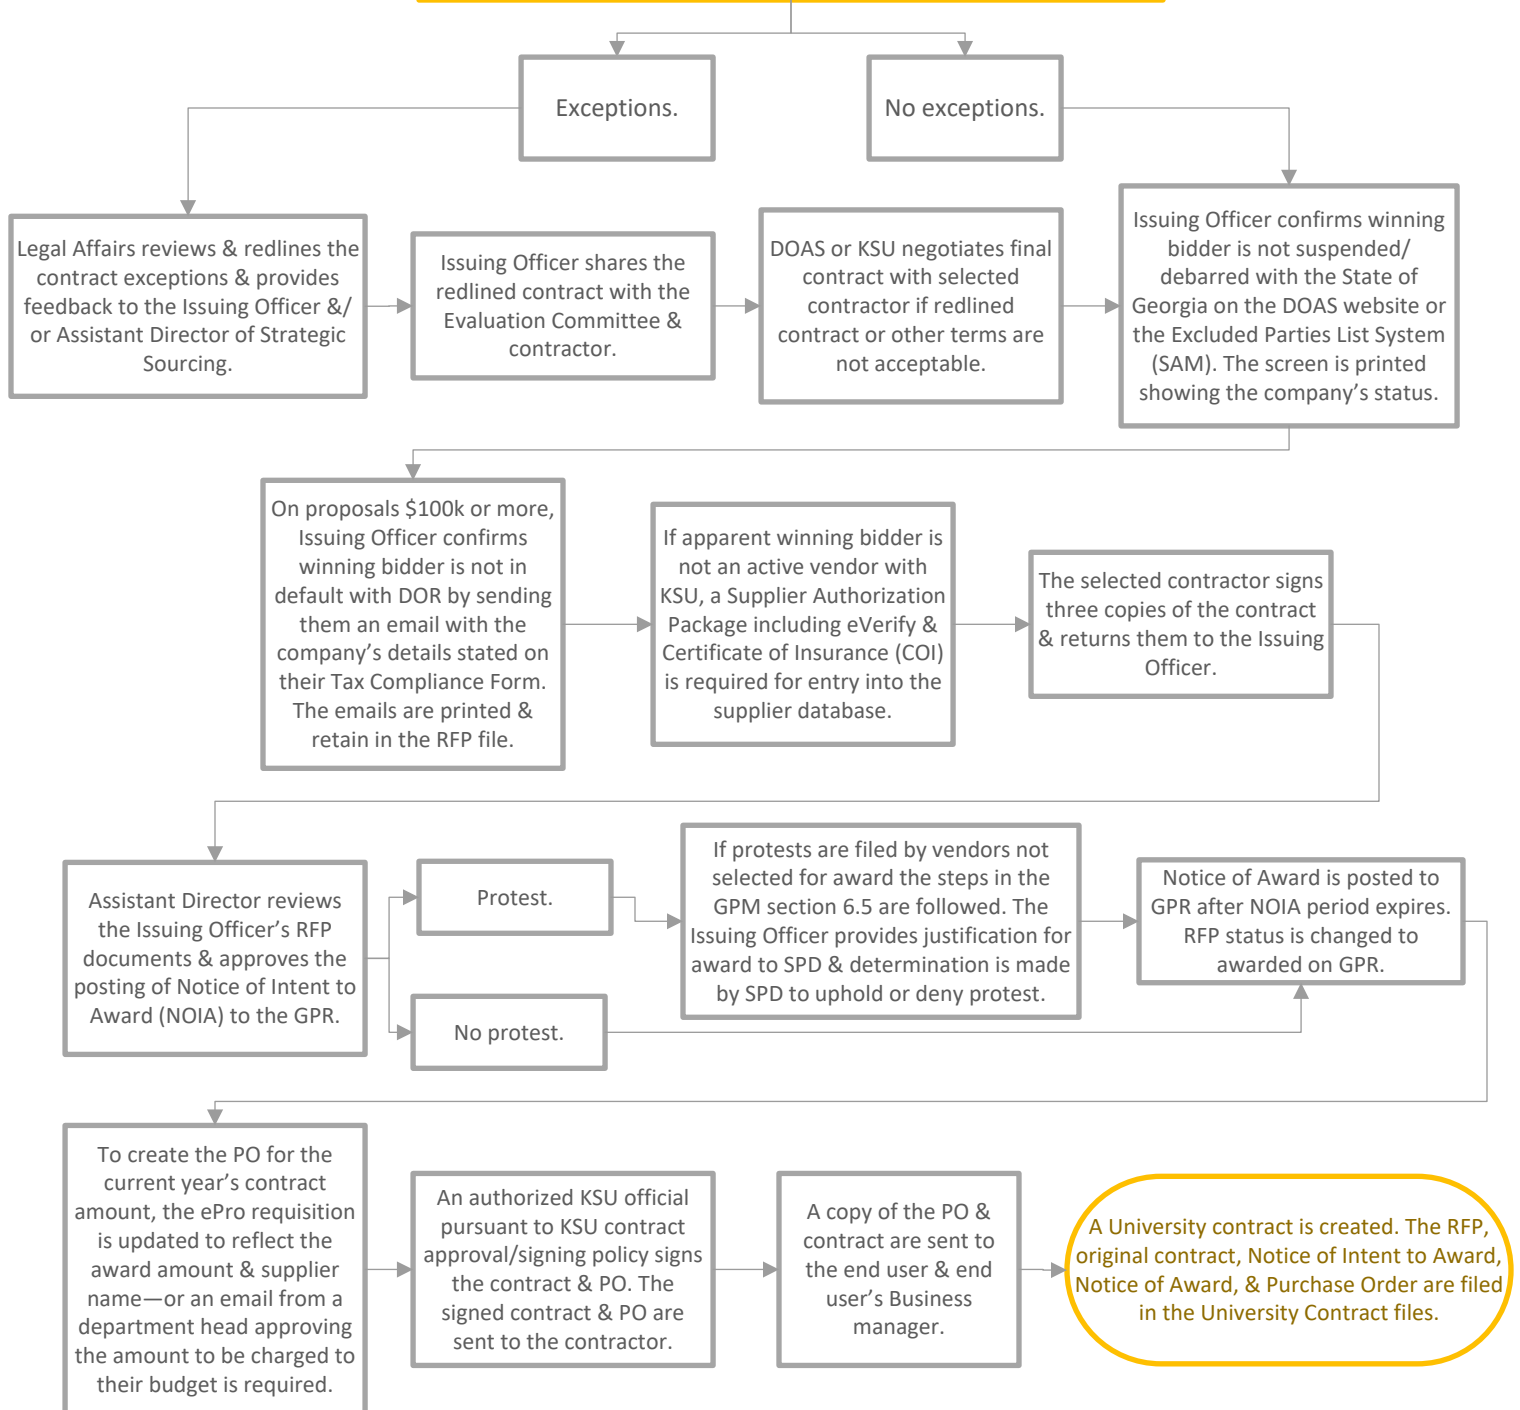 Exceptions.
No exceptions.
Legal Affairs reviews & redlines the
contract exceptions & provides
feedback to the Issuing Officer &/
or Assistant Director of Strategic
Sourcing.
Issuing Officer shares the
redlined contract with the
Evaluation Committee &
contractor.
DOAS or KSU negotiates final
contract with selected
contractor if redlined
contract or other terms are
not acceptable.
Issuing Officer confirms winning
bidder is not suspended/
debarred with the State of
Georgia on the DOAS website or
the Excluded Parties List System
(SAM). The screen is printed
showing the company’s status.
On proposals $100k or more,
Issuing Officer confirms
winning bidder is not in
default with DOR by sending
them an email with the
company’s details stated on
their Tax Compliance Form.
The emails are printed &
retain in the RFP file.
If apparent winning bidder is
not an active vendor with
KSU, a Supplier Authorization
Package including eVerify &
Certificate of Insurance (COI)
is required for entry into the
supplier database.
The selected contractor signs
three copies of the contract
& returns them to the Issuing
Officer.
Assistant Director reviews
the Issuing Officer’s RFP
documents & approves the
posting of Notice of Intent to
Award (NOIA) to the GPR.
Protest.
No protest.
If protests are filed by vendors not
selected for award the steps in the
GPM section 6.5 are followed. The
Issuing Officer provides justification for
award to SPD & determination is made
by SPD to uphold or deny protest.
Notice of Award is posted to
GPR after NOIA period expires.
RFP status is changed to
awarded on GPR.
To create the PO for the
current year’s contract
amount, the ePro requisition
is updated to reflect the
award amount & supplier
name—or an email from a
department head approving
the amount to be charged to
their budget is required.
An authorized KSU official
pursuant to KSU contract
approval/signing policy signs
the contract & PO. The
signed contract & PO are
sent to the contractor.
A copy of the PO &
contract are sent to
the end user & end
user’s Business
manager.
A University contract is created. The RFP,
original contract, Notice of Intent to Award,
Notice of Award, & Purchase Order are filed
in the University Contract files.